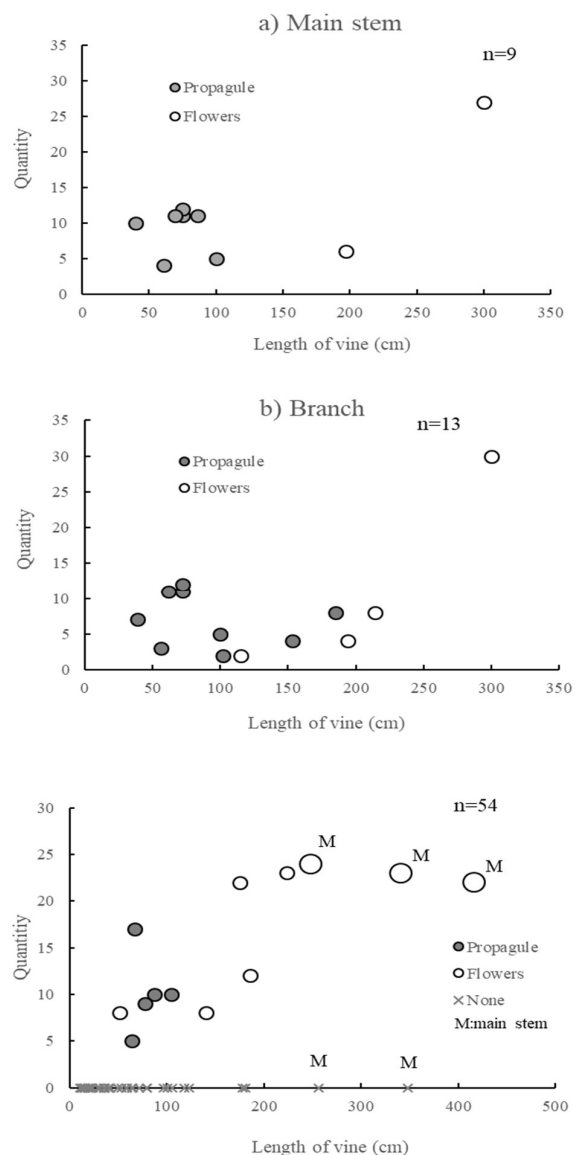 a) Main stem
n=9
Propagule
Flowers
Quantity
35
30
25
20
15
10
5
0
0 50 100 150 200 250 300 350
Length of vine (cm)
b) Branch
n=13
Propagule
Flowers
Quantity
35
30
25
20
15
10
5
0
0 50 100 150 200 250 300 350
Length of vine (cm)
n=54
M
M
M
Propagule
Flowers
None
M:main stem
M
M
Quantitiy
30
25
20
15
10
5
0
0 100 200 300 400 500
Length of vine (cm)